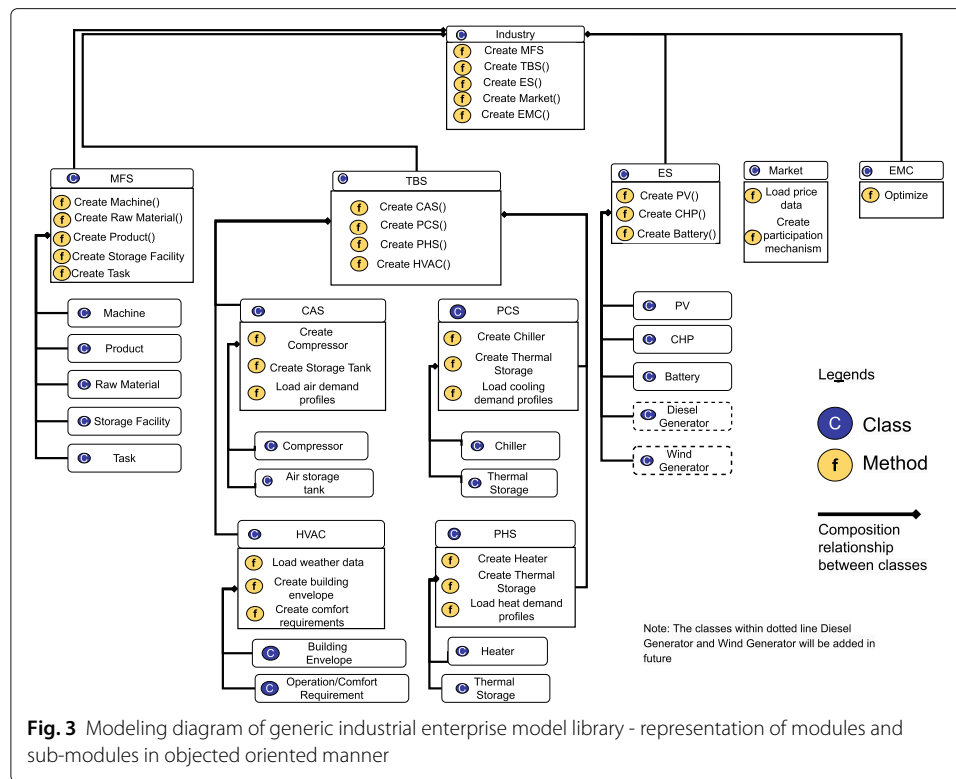 Industry
Create MFS
Create TBS()
Create ES()
Create Market()
Create EMC()
MFS
Create Machine()
Create Raw Material()
Create Product()
Create Storage Facility
Create Task
Machine
Product
Raw Material
Storage Facility
Task
TBS
Create CAS()
Create PCS()
Create PHS()
Create HVAC()
CAS
Create
Compressor
Create Storage Tank
Load air demand
profiles
Compressor
Air storage
tank
HVAC
Load weather data
Create building
envelope
Create comfort
requirements
Building
Envelope
Operation/Comfort
Requirement
PCS
Create Chiller
Create Thermal
Storage
Load cooling
demand profiles
Chiller
Thermal
Storage
PHS
Create Heater
Create Thermal
Storage
Load heat demand
profiles
Heater
Thermal
Storage
ES
Create PV()
Create CHP()
Create Battery()
PV
CHP
Battery
Diesel
Generator
Wind
Generator
Market
Load price
data
Create
participation
mechanism
EMC
Optimize
Legends
C Class
f Method
Composition
relationship
between classes
Note: The classes within dotted line Diesel
Generator and Wind Generator will be added in
future
Fig. 3 Modeling diagram of generic industrial enterprise model library - representation of modules and
sub-modules in objected oriented manner